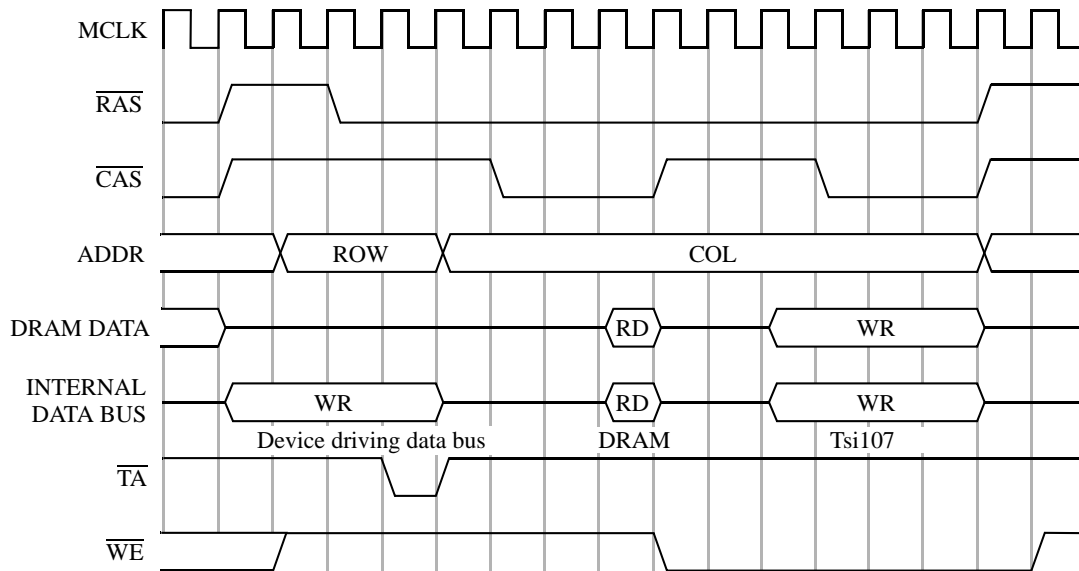 MCLK
RAS
CAS
ADDR
ROW
COL
DRAM DATA
RD
WR
INTERNAL
DATA BUS
WR
RD
WR
Device driving data bus
DRAM
Tsi107
TA
WE